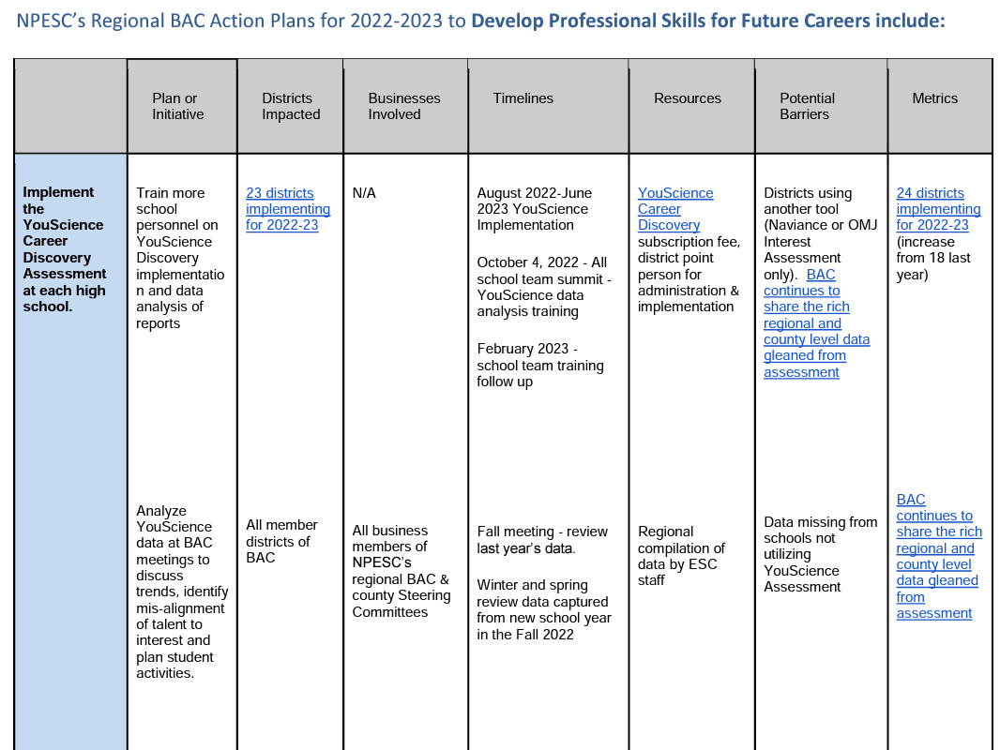 NPESC’s Regional BAC Action Plans for 2022-2023 to Develop Professional Skills for Future Careers include:
Plan or
Initiative
Districts
Impacted
Businesses
Involved
Timelines
Resources
Potential
Barriers
Metrics
Implement
the
YouScience
Career
Discovery
Assessment
at each high
school.
Train more
school
personnel on
YouScience
Discovery
implementatio
n and data
analysis of
reports
23 districts
implementing
for 2022-23
N/A
August 2022-June
2023 YouScience
Implementation
October 4, 2022 - All
school team summit -
YouScience data
analysis training
February 2023 -
school team training
follow up
YouScience
Career
Discovery
subscription fee,
district point
person for
administration &
implementation
Districts using
another tool
(Naviance or OMJ
Interest
Assessment
only).  BAC
continues to
share the rich
regional and
county level data
gleaned from
assessment
24 districts
implementing
for 2022-23
(increase
from 18 last
year)
Analyze
YouScience
data at BAC
meetings to
discuss
trends, identify
mis-alignment
of talent to
interest and
plan student
activities.
All member
districts of
BAC
All business
members of
NPESC’s
regional BAC &
county Steering
Committees
Fall meeting - review
last year’s data.
Winter and spring
review data captured
from new school year
in the Fall 2022
Regional
compilation of
data by ESC
staff
Data missing from
schools not
utilizing
YouScience
Assessment
BAC
continues to
share the rich
regional and
county level
data gleaned
from
assessment